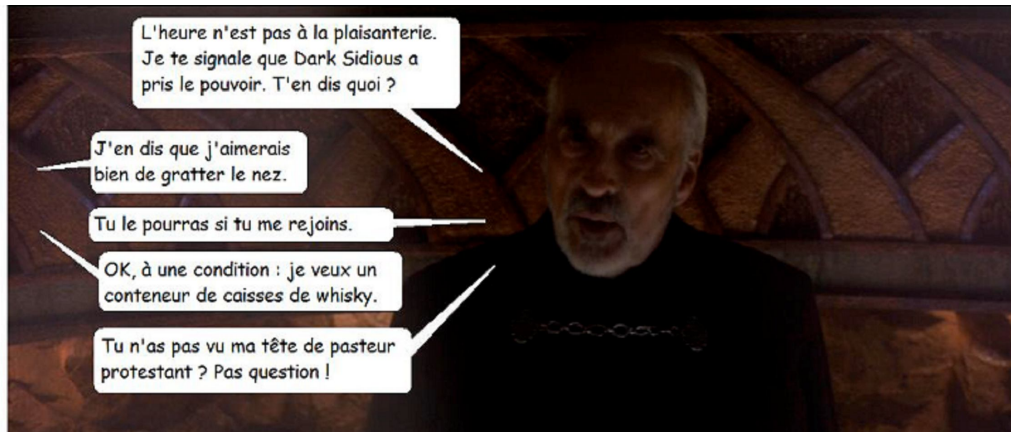 L'heure n'est pas à la plaisanterie.
Je te signale que Dark Sidious a
pris le pouvoir. T'en dis quoi ?
J'en dis que j'aimerais
bien de gratter le nez.
Tu le pourras si tu me rejoins.
OK, à une condition : je veux un
conteneur de caisses de whisky.
Tu n'as pas vu ma tête de pasteur
protestant ? Pas question !